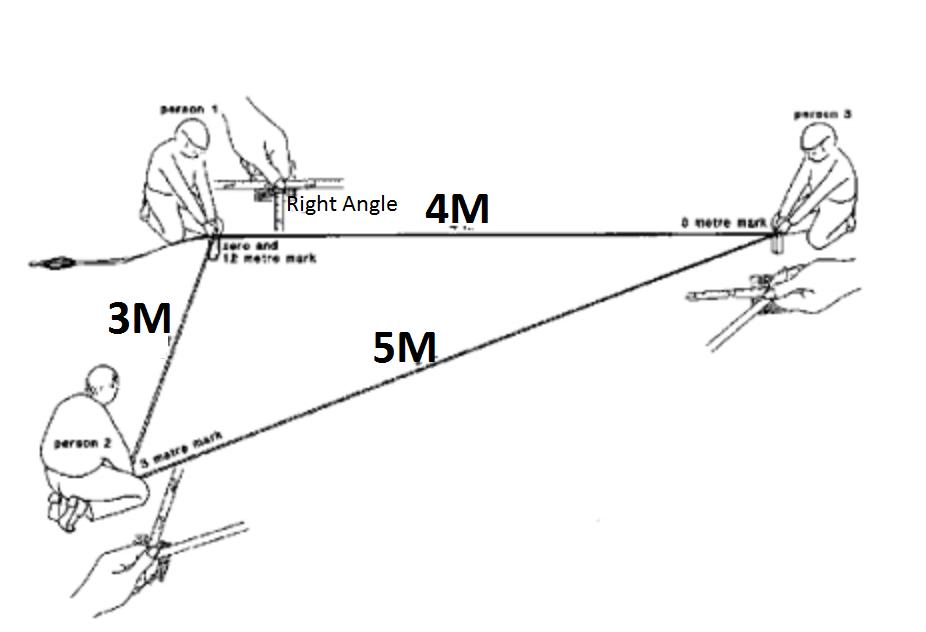 person 1
person 3
Right Angle
4M
8 metre mark
zero and
12 metre mark
3M
5M
person 2
3 metre mark